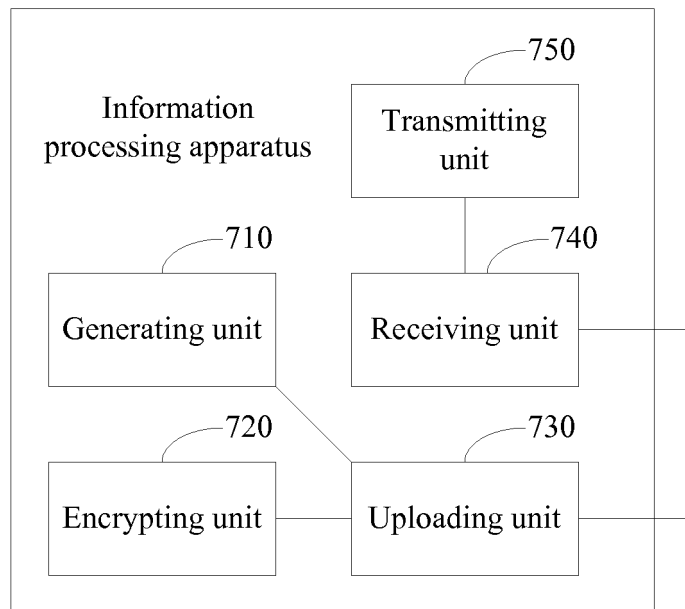 750
Information
processing apparatus
Transmitting
unit
710
740
Generating unit
Receiving unit
720
730
Encrypting unit
Uploading unit